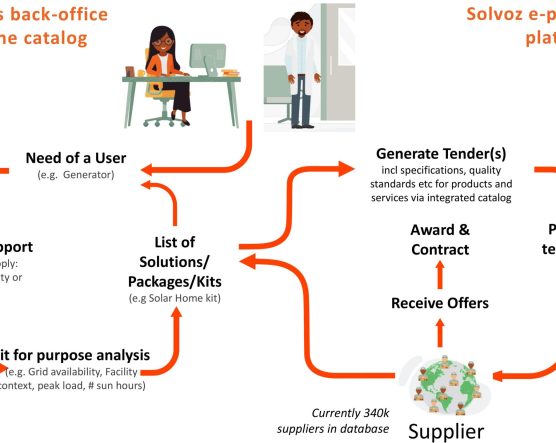 s back-office
ne catalog
Solvoz e-p
plat
Need of a User
(e.g. Generator)
Generate Tender(s)
incl specifications, quality
standards etc for products and
services via integrated catalog
pport
pply:
ity or
List of
Solutions/
Packages/Kits
(e.g Solar Home kit)
Award &
Contract
P
te
Receive Offers
it for purpose analysis
(e.g. Grid availability, Facility
context, peak load, # sun hours)
Currently 340k
suppliers in database
Supplier